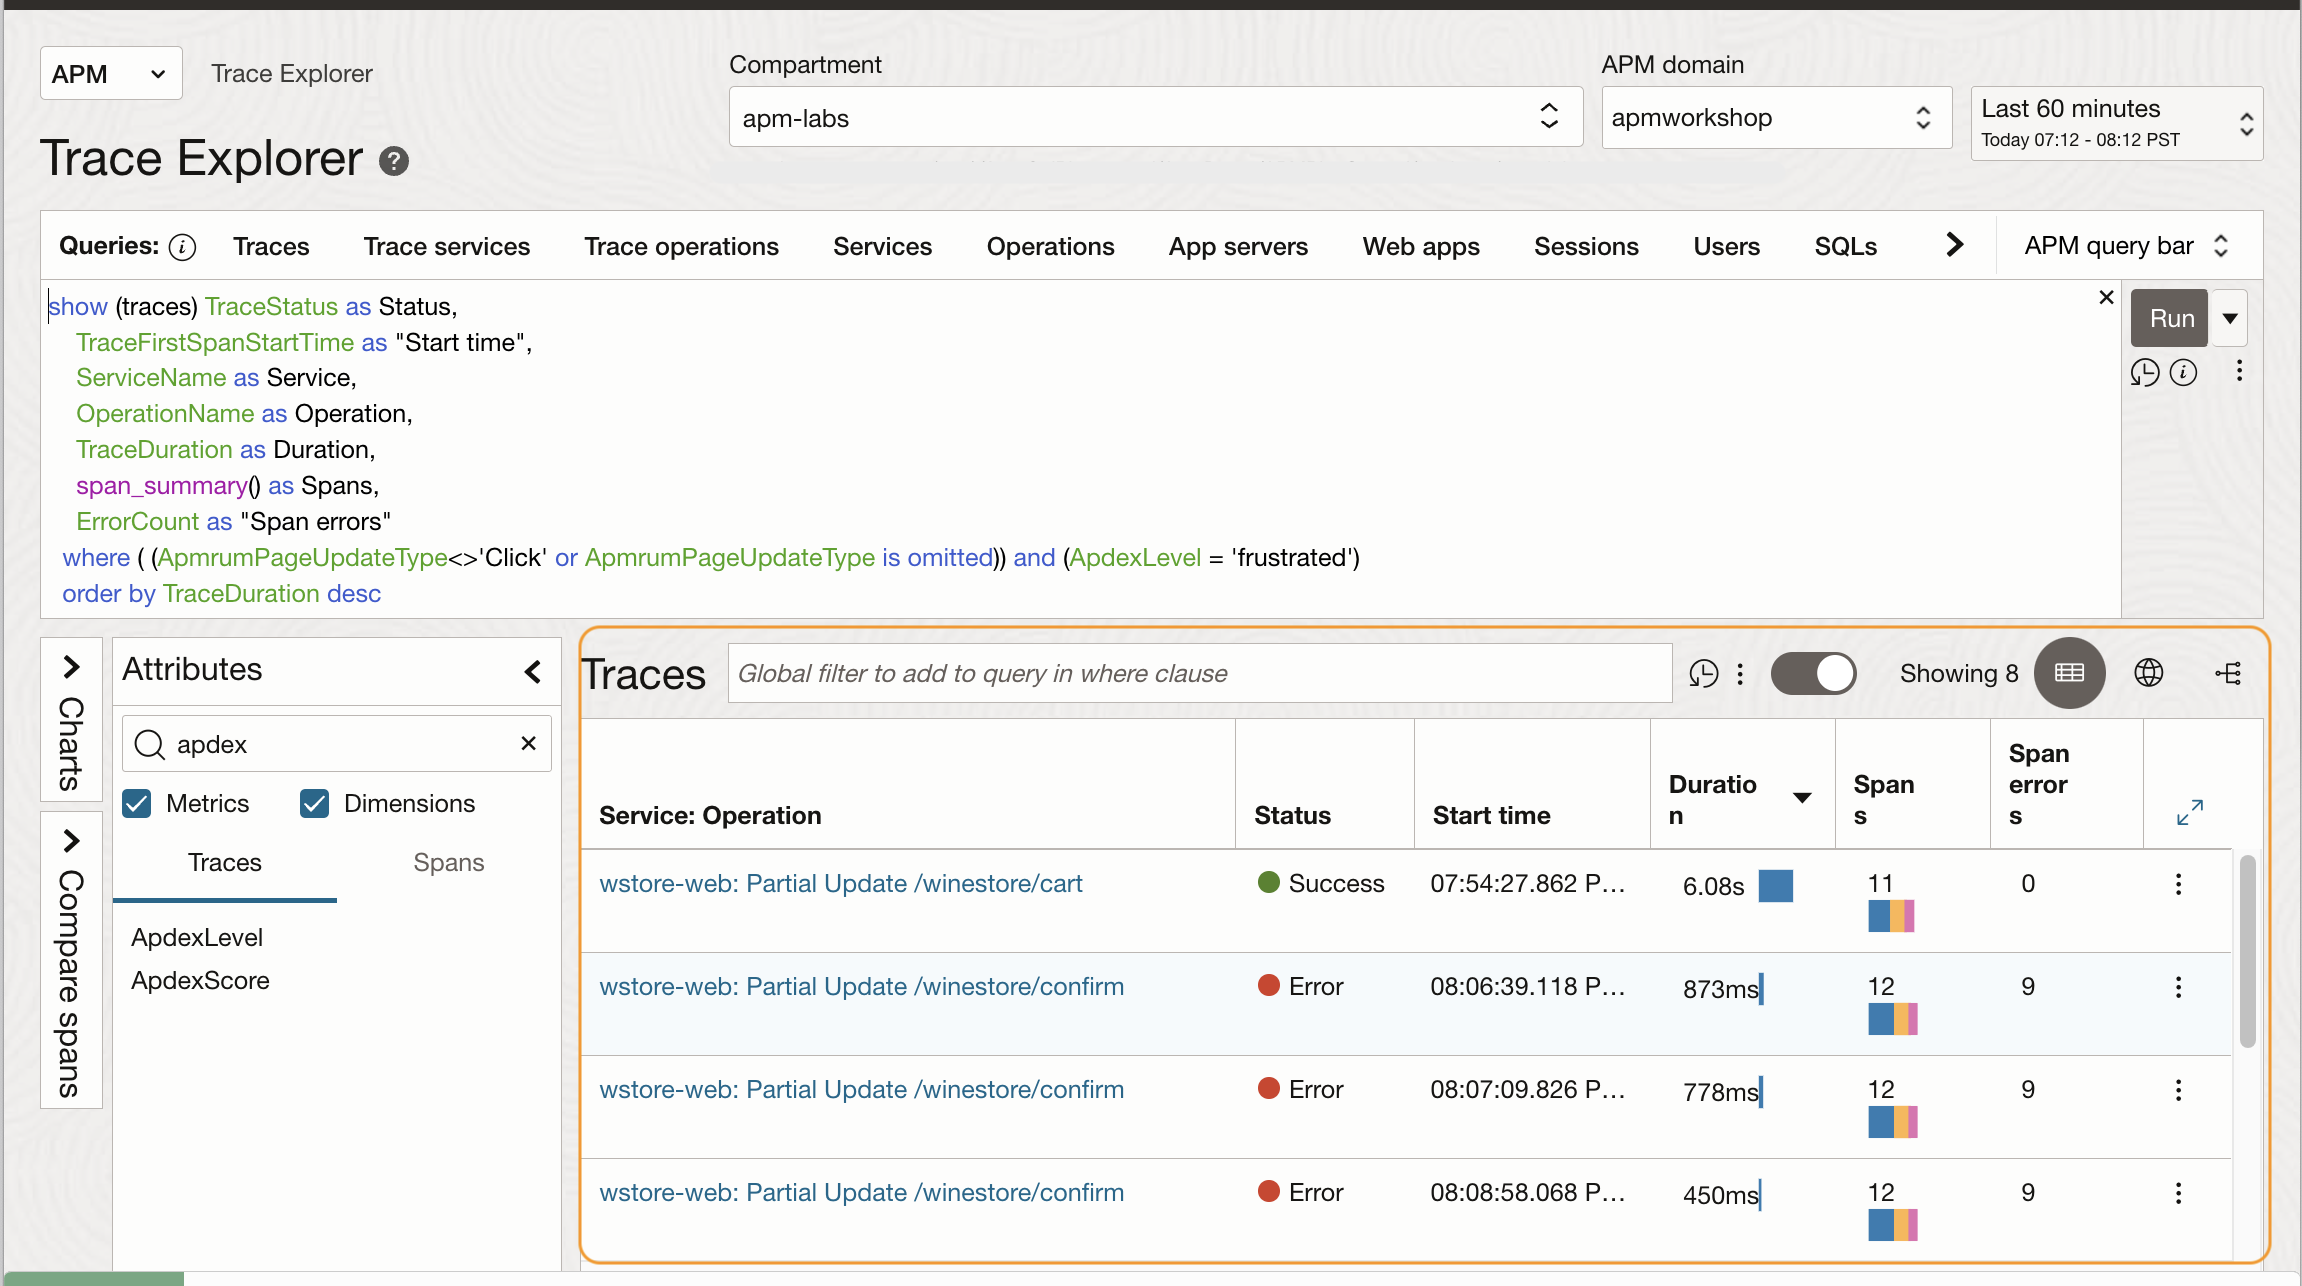 APM
Trace Explorer
Compartment
apm-labs
APM domain
apmworkshop
Last 60 minutes
Today 07:12 - 08:12 PST
Trace Explorer ?
Queries: i Traces Trace services Trace operations Services Operations App servers Web apps Sessions Users SQLs
APM query bar
show (traces) TraceStatus as Status,
TraceFirstSpanStartTime as "Start time",
ServiceName as Service,
OperationName as Operation,
TraceDuration as Duration,
span_summary() as Spans,
ErrorCount as "Span errors"
where ( (ApmrumPageUpdateType<>'Click' or ApmrumPageUpdateType is omitted)) and (ApdexLevel = 'frustrated')
order by TraceDuration desc
Run
i
Charts
Compare spans
Attributes
apdex
Metrics Dimensions
Traces Spans
ApdexLevel
ApdexScore
Traces Global filter to add to query in where clause Showing 8
Service: Operation
Status
Start time
Duratio
n
Span
s
Span
error
s
wstore-web: Partial Update /winestore/cart Success 07:54:27.862 P… 6.08s 11 0
wstore-web: Partial Update /winestore/confirm Error 08:06:39.118 P… 873ms 12 9
wstore-web: Partial Update /winestore/confirm Error 08:07:09.826 P… 778ms 12 9
wstore-web: Partial Update /winestore/confirm Error 08:08:58.068 P… 450ms 12 9